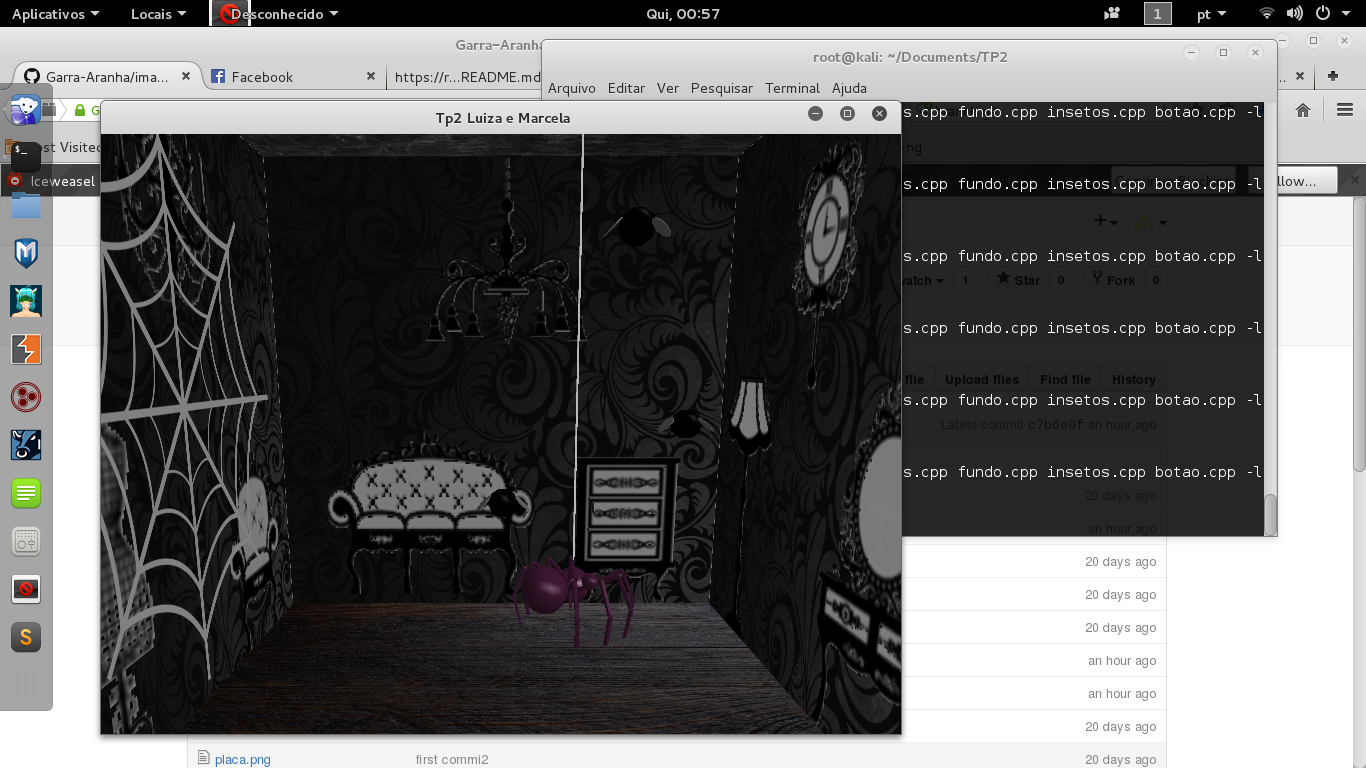 Aplicativos Locais Desconhecido Qui, 00:57 1 pt
Garra-Aranha
root@kali: ~/Documents/TP2
Garra-Aranha/ima... Facebook https://r...README.md
Arquivo Editar Ver Pesquisar Terminal Ajuda
Tp2 Luiza e Marcela
s.cpp fundo.cpp insetos.cpp botao.cpp -l
Iceweasel
llow...
s.cpp fundo.cpp insetos.cpp botao.cpp -l
s.cpp fundo.cpp insetos.cpp botao.cpp -l
1 Star 0 Fork 0
s.cpp fundo.cpp insetos.cpp botao.cpp -l
file Upload files Find file History
s.cpp fundo.cpp insetos.cpp botao.cpp -l
Latest commit c7b6e0f an hour ago
s.cpp fundo.cpp insetos.cpp botao.cpp -l
20 days ago
an hour ago
20 days ago
20 days ago
20 days ago
an hour ago
an hour ago
20 days ago
placa.png first commi2 20 days ago